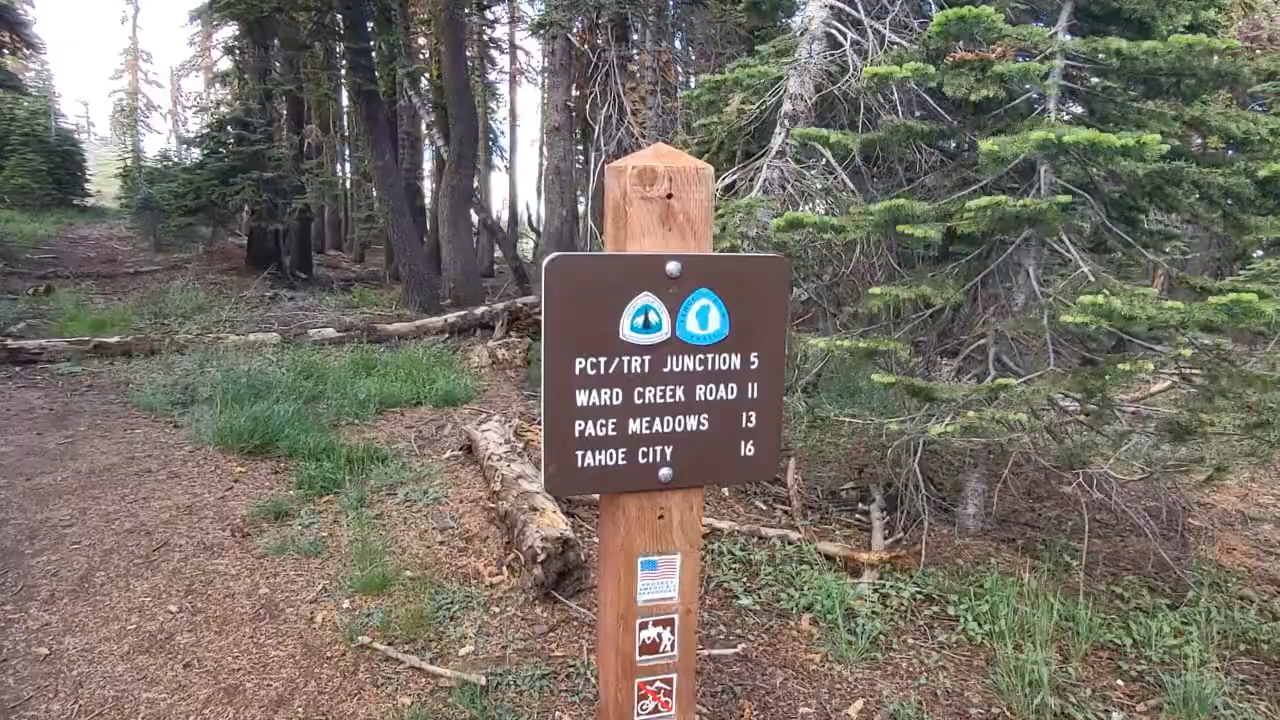 PCT/TRT JUNCTION 5
WARD CREEK ROAD 11
PAGE MEADOWS 13
TAHOE CITY 16